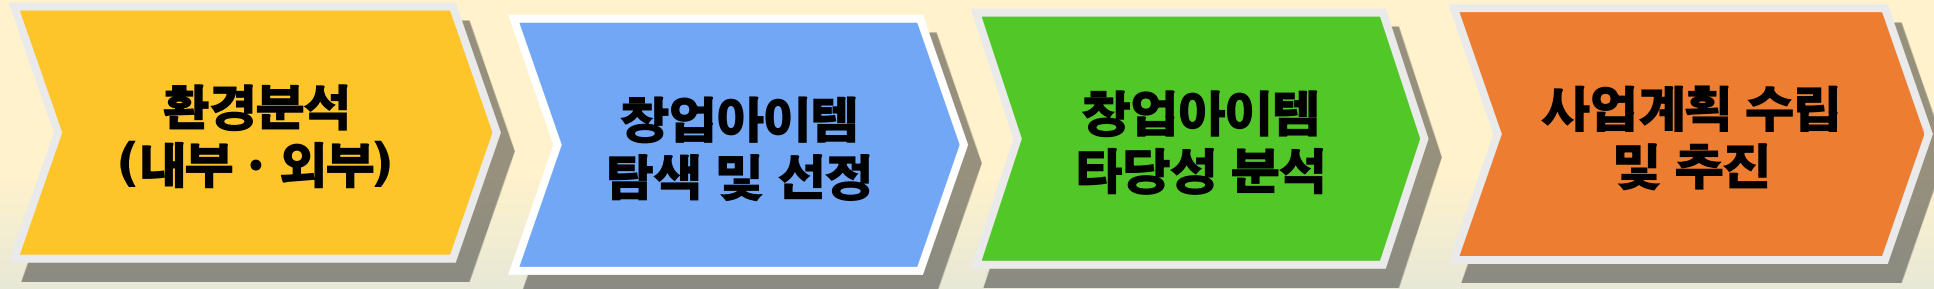 환경분석
(내부 · 외부)
창업아이템
탐색 및 선정
창업아이템
타당성 분석
사업계획 수립
및 추진